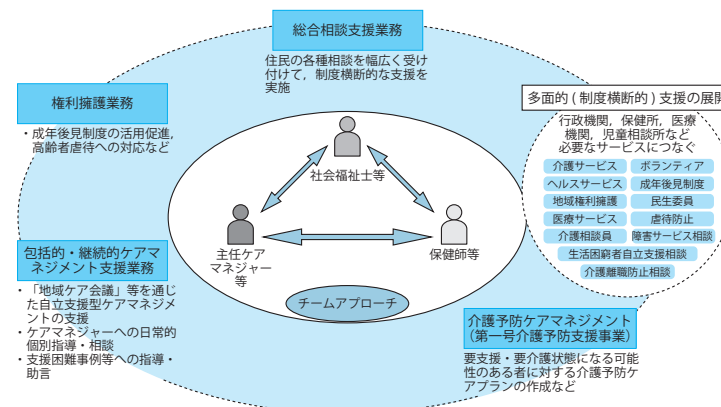 総合相談支援業務
住民の各種相談を幅広く受け
付けて，制度横断的な支援を
実施
権利擁護業務
・成年後見制度の活用促進，
高齢者虐待への対応など
多面的(制度横断的)支援の展開
行政機関，保健所，医療
機関，児童相談所など
必要なサービスにつなぐ
介護サービス ボランティア
ヘルスサービス 成年後見制度
地域権利擁護 民生委員
医療サービス 虐待防止
介護相談員 障害サービス相談
生活困窮者自立支援相談
介護離職防止相談
社会福祉士等
主任ケア
マネジャー
等
保健師等
チームアプローチ
包括的・継続的ケアマ
ネジメント支援業務
・「地域ケア会議」等を通じ
た自立支援型ケアマネジメ
ントの支援
・ケアマネジャーへの日常的
個別指導・相談
・支援困難事例等への指導・
助言
介護予防ケアマネジメント
(第一号介護予防支援事業)
要支援・要介護状態になる可能
性のある者に対する介護予防ケ
アプランの作成など